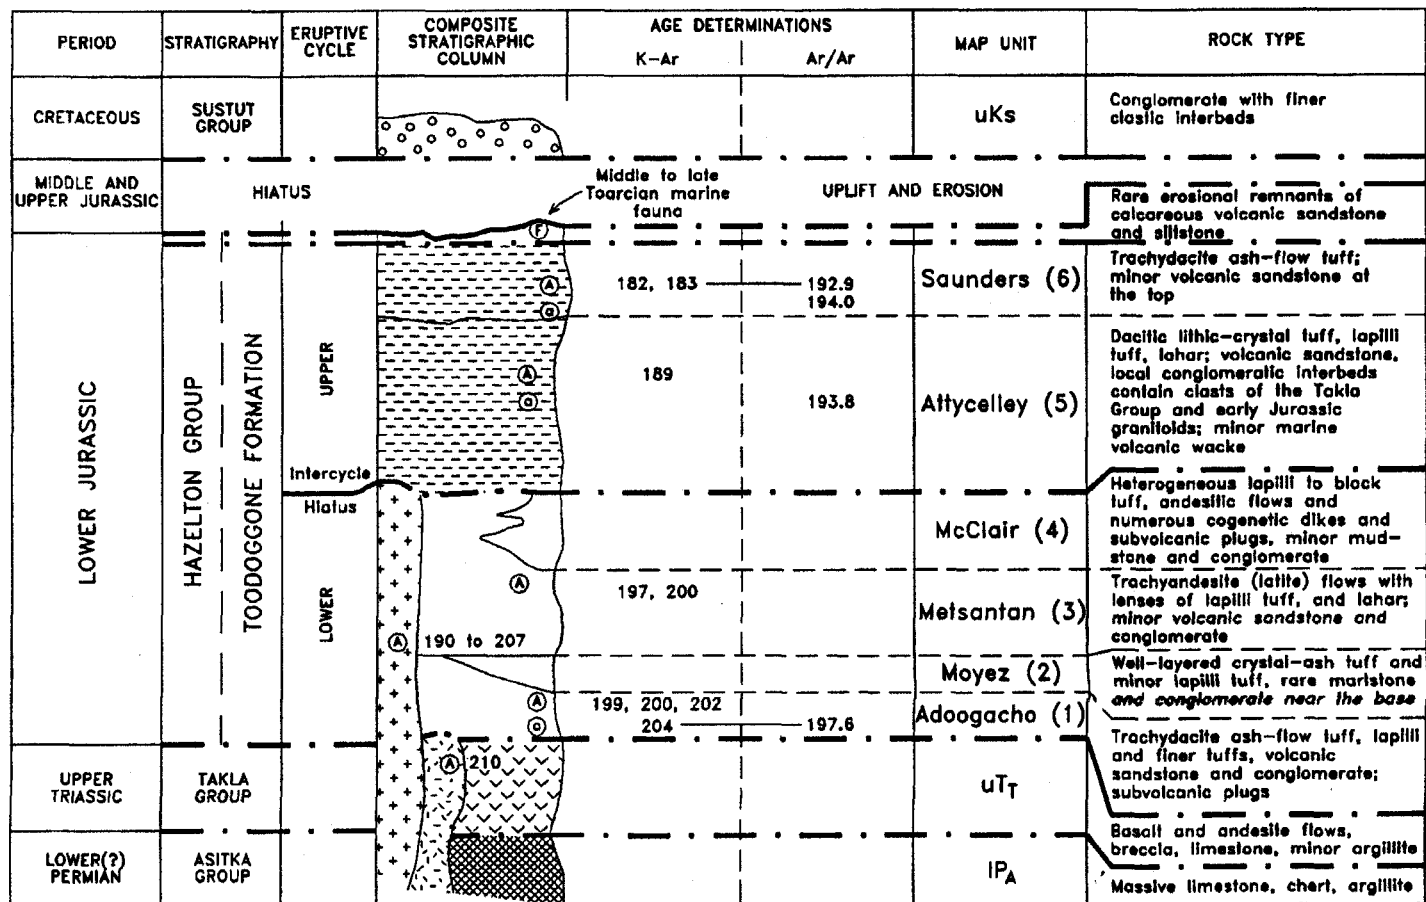 PERIOD
STRATIGRAPHY
ERUPTIVE
CYCLE
COMPOSITE
STRATIGRAPHIC
COLUMN
AGE DETERMINATIONS
K-Ar
Ar/Ar
MAP UNIT
ROCK TYPE
CRETACEOUS
SUSTUT
GROUP
uKs
Conglomerate with finer
clastic interbeds
MIDDLE AND
UPPER JURASSIC
HIATUS
Middle to late
Toarcian marine
fauna
F
UPLIFT AND EROSION
Rare erosional remnants of
calcareous volcanic sandstone
and siltstone
LOWER JURASSIC
HAZELTON GROUP
TOODOGGONE FORMATION
UPPER
A
a
182, 183
192.9
194.0
Saunders (6)
Trachydacite ash-flow tuff;
minor volcanic sandstone at
the top
A
a
189
193.8
Attycelley (5)
Dacitic lithic-crystal tuff, lapilli
tuff, lahar; volcanic sandstone,
local conglomeratic interbeds
contain clasts of the Takla
Group and early Jurassic
granitoids; minor marine
volcanic wacke
Intercycle
Hiatus
LOWER
McClair (4)
Heterogeneous lapilli to block
tuff, andesitic flows and
numerous cogenetic dikes and
subvolcanic plugs, minor mud-
stone and conglomerate
A
197, 200
Metsantan (3)
Trachyandesite (latite) flows with
lenses of lapilli tuff, and lahar;
minor volcanic sandstone and
conglomerate
A 190 to 207
Moyez (2)
Well-layered crystal-ash tuff and
minor lapilli tuff, rare marlstone
and conglomerate near the base
A
a
199, 200, 202
204
197.6
Adoogacho (1)
Trachydacite ash-flow tuff, lapilli
and finer tuffs, volcanic
sandstone and conglomerate;
subvolcanic plugs
UPPER
TRIASSIC
TAKLA
GROUP
A 210
uTT
Basalt and andesite flows,
breccia, limestone, minor argillite
LOWER(?)
PERMIAN
ASITKA
GROUP
IPA
Massive limestone, chert, argillite